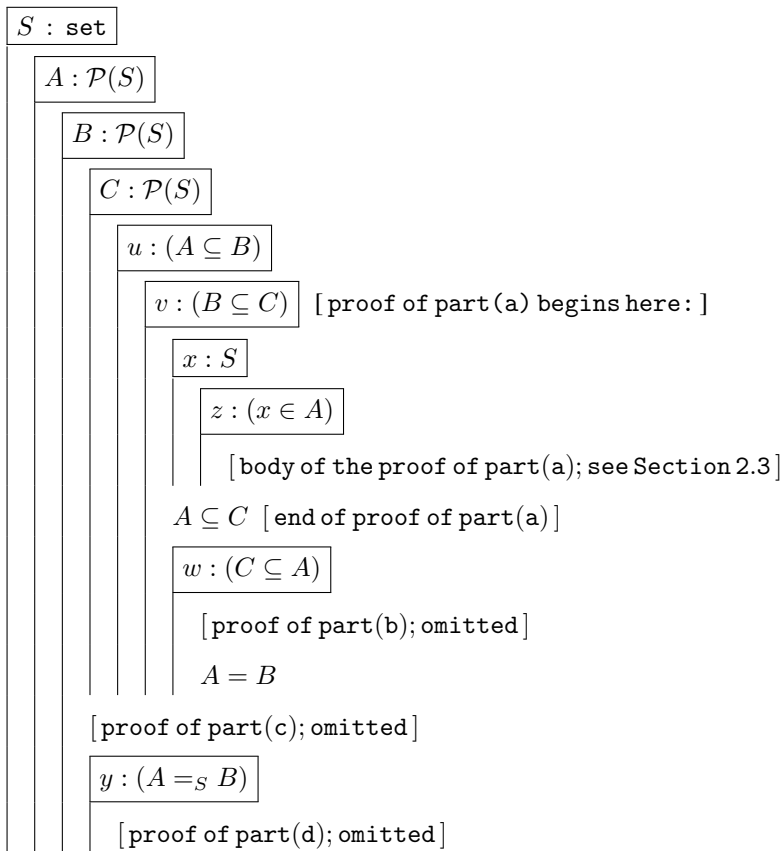 S : set
A : 𝒫(S)
B : 𝒫(S)
C : 𝒫(S)
u : (A ⊆ B)
v : (B ⊆ C) [proof of part(a) begins here: ]
x : S
z : (x ∈ A)
[body of the proof of part(a); see Section 2.3]
A ⊆ C [end of proof of part(a)]
w : (C ⊆ A)
[proof of part(b); omitted]
A = B
[proof of part(c); omitted]
y : (A =_S B)
[proof of part(d); omitted]